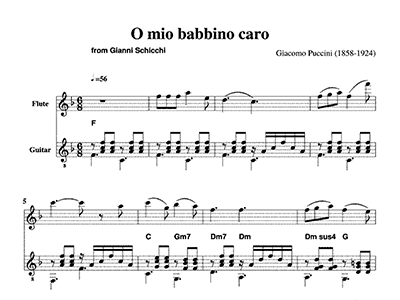 O mio babbino caro
from Gianni Schicchi
Giacomo Puccini (1858-1924)
♩=56
Flute
F
Guitar
5
C Gm7 Dm7 Dm Dm sus4 G